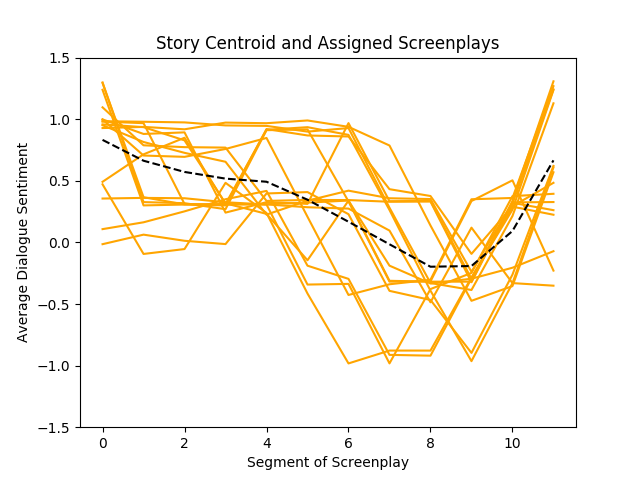 Story Centroid and Assigned Screenplays
1.5
1.0
0.5
0.0
−0.5
−1.0
−1.5
Average Dialogue Sentiment
0 2 4 6 8 10
Segment of Screenplay